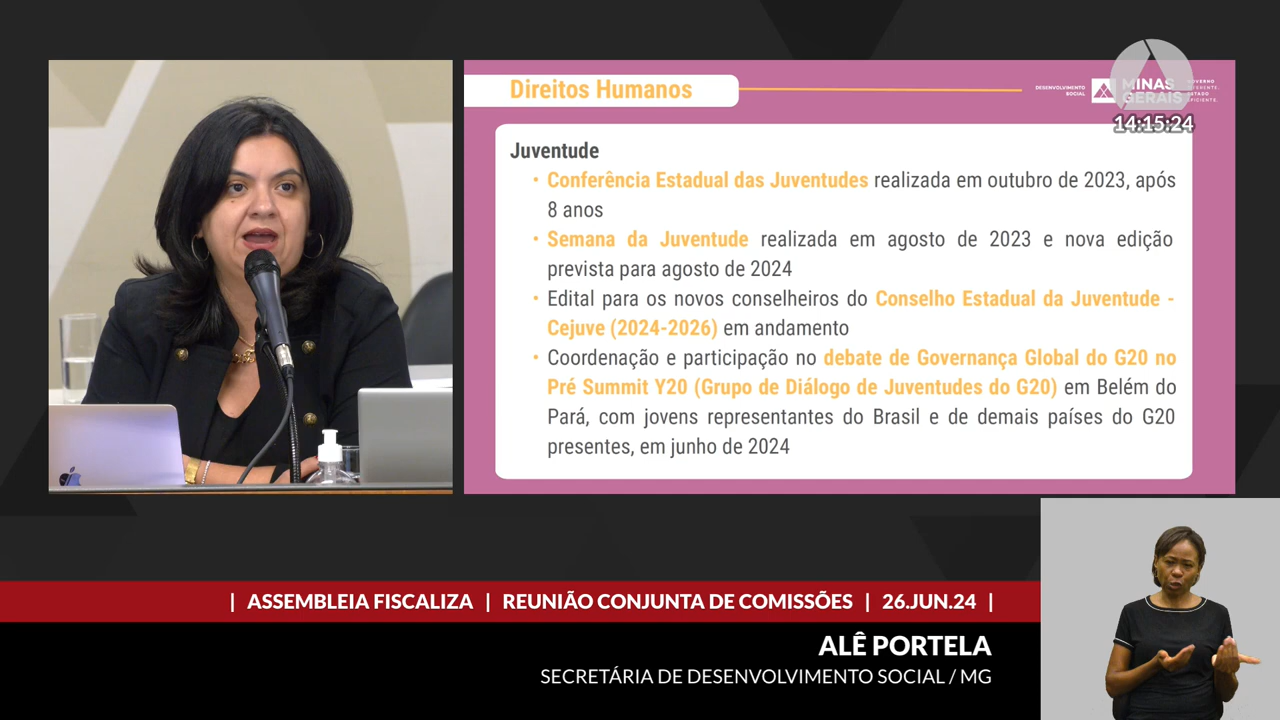 Direitos Humanos
DESENVOLVIMENTO
SOCIAL
MINAS
GERAIS
GOVERNO
DIFERENTE.
ESTADO
EFICIENTE.
14:15:24
Juventude
• Conferência Estadual das Juventudes realizada em outubro de 2023, após
8 anos
• Semana da Juventude realizada em agosto de 2023 e nova edição
prevista para agosto de 2024
• Edital para os novos conselheiros do Conselho Estadual da Juventude -
Cejuve (2024-2026) em andamento
• Coordenação e participação no debate de Governança Global do G20 no
Pré Summit Y20 (Grupo de Diálogo de Juventudes do G20) em Belém do
Pará, com jovens representantes do Brasil e de demais países do G20
presentes, em junho de 2024
| ASSEMBLEIA FISCALIZA | REUNIÃO CONJUNTA DE COMISSÕES | 26.JUN.24 |
ALÊ PORTELA
SECRETÁRIA DE DESENVOLVIMENTO SOCIAL / MG